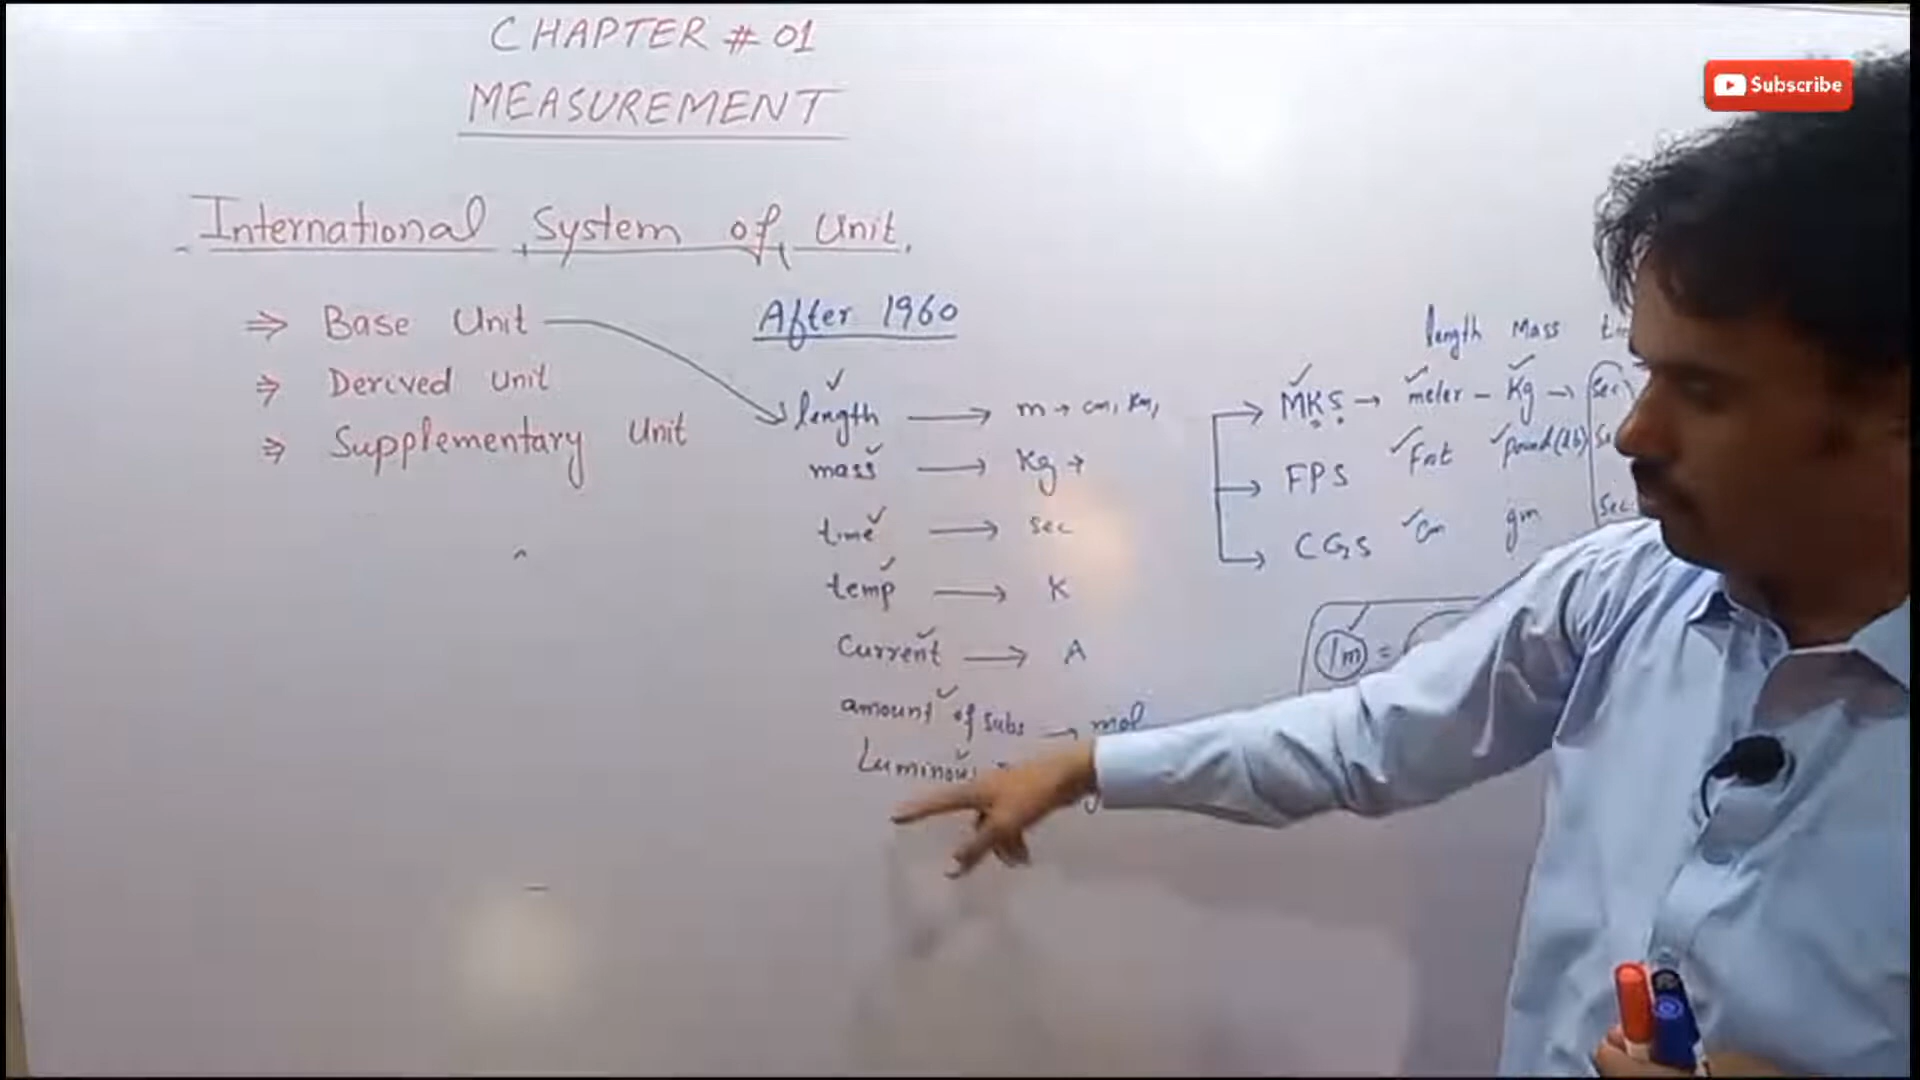 CHAPTER # 01
MEASUREMENT
Subscribe
International System of Unit.
⇒ Base Unit
⇒ Derived Unit
⇒ Supplementary Unit
After 1960
length → m → cm, Km,
mass → Kg →
time → sec
temp → K
Current → A
amount of subs → mol
Luminous
length Mass
MKS → meter - Kg → sec
FPS Foot pound(lb)
CGS Cm gm sec
1m =